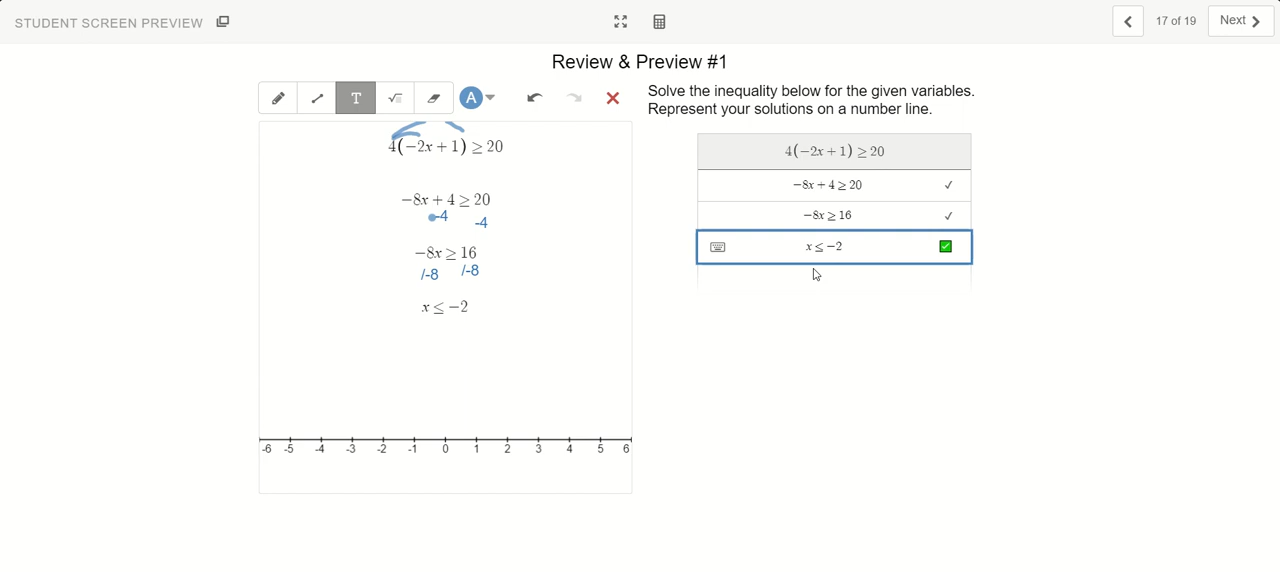 STUDENT SCREEN PREVIEW
17 of 19
Next
Review & Preview #1
T
√
A
4(−2x + 1) ≥ 20
−8x + 4 ≥ 20
-4 -4
−8x ≥ 16
/-8 /-8
x ≤ −2
-6 -5 -4 -3 -2 -1 0 1 2 3 4 5 6
Solve the inequality below for the given variables.
Represent your solutions on a number line.
4(−2x + 1) ≥ 20
−8x + 4 ≥ 20 ✓
−8x ≥ 16 ✓
x ≤ −2 ✓